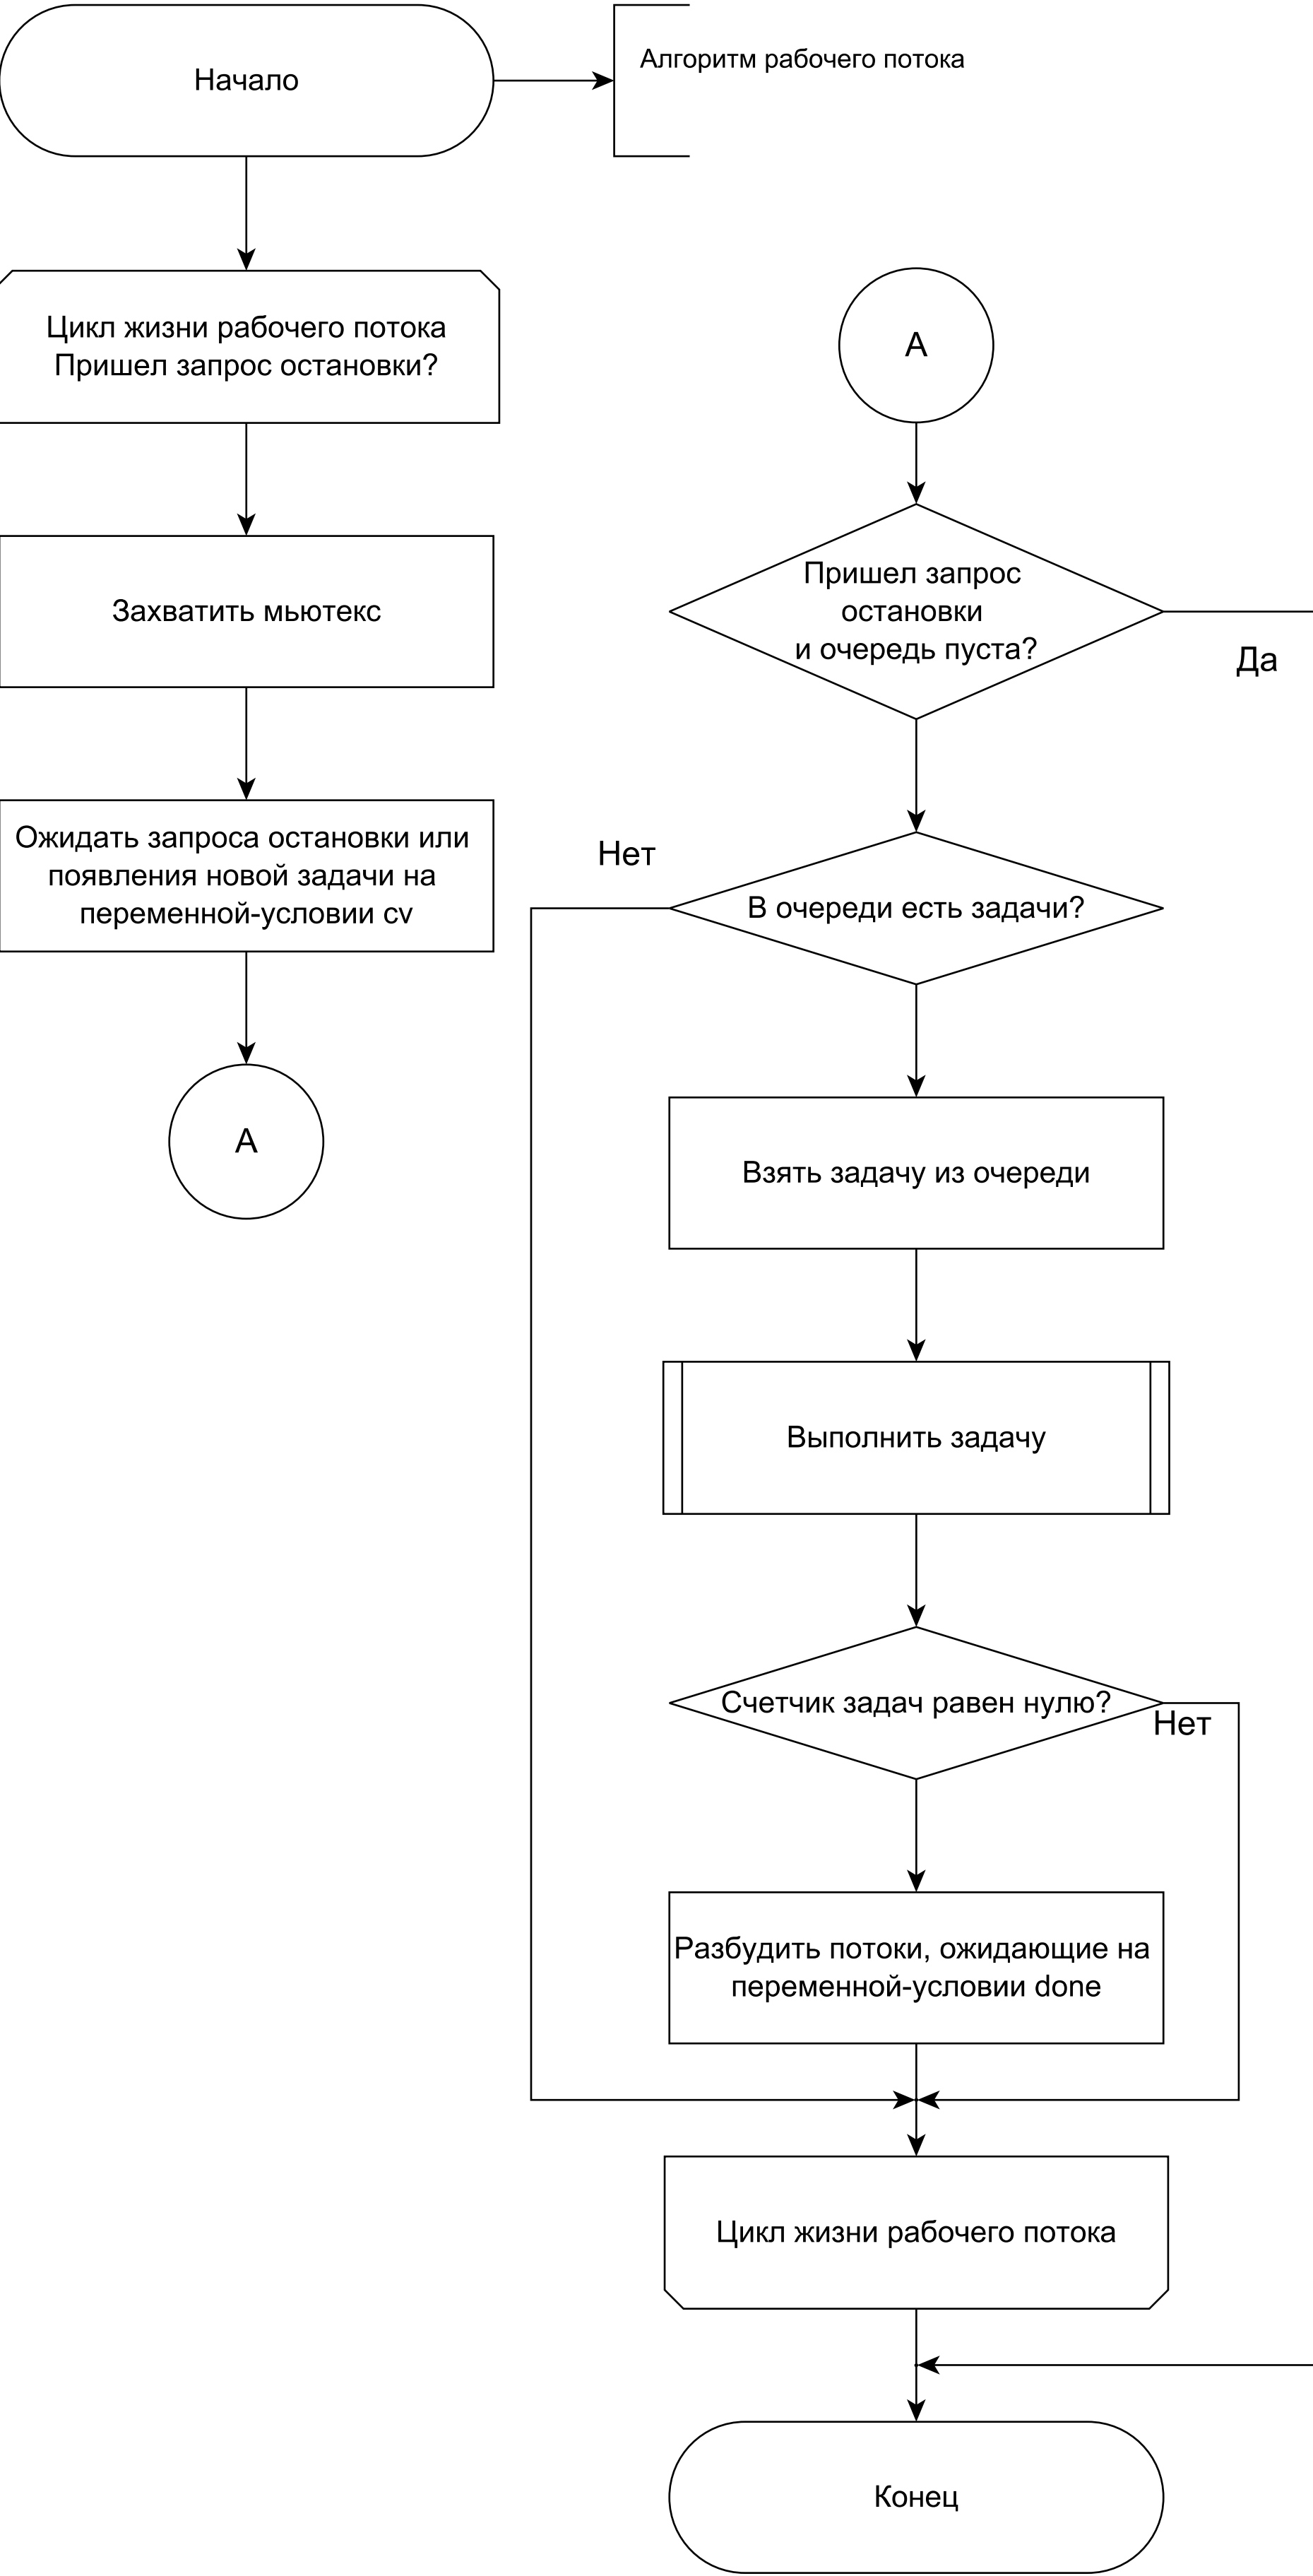 Начало
Алгоритм рабочего потока
Цикл жизни рабочего потока
Пришел запрос остановки?
Захватить мьютекс
Ожидать запроса остановки или
появления новой задачи на
переменной-условии cv
А
А
Пришел запрос
остановки
и очередь пуста?
Да
Нет
В очереди есть задачи?
Взять задачу из очереди
Выполнить задачу
Счетчик задач равен нулю?
Нет
Разбудить потоки, ожидающие на
переменной-условии done
Цикл жизни рабочего потока
Конец